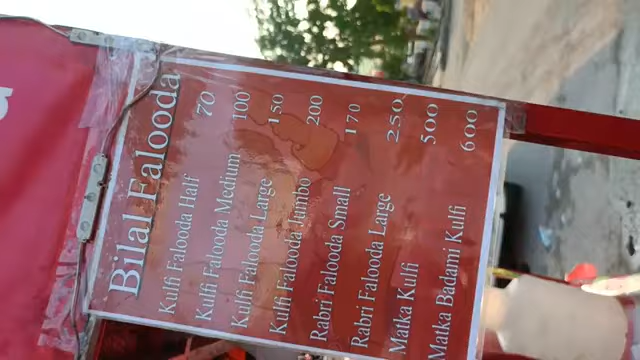 Bilal Falooda
Kulfi Falooda Half 70
Kulfi Falooda Medium 100
Kulfi Falooda Large 150
Kulfi Falooda Jumbo 200
Rabri Falooda Small 170
Rabri Falooda Large 250
Matka Kulfi 500
Matka Badami Kulfi 600